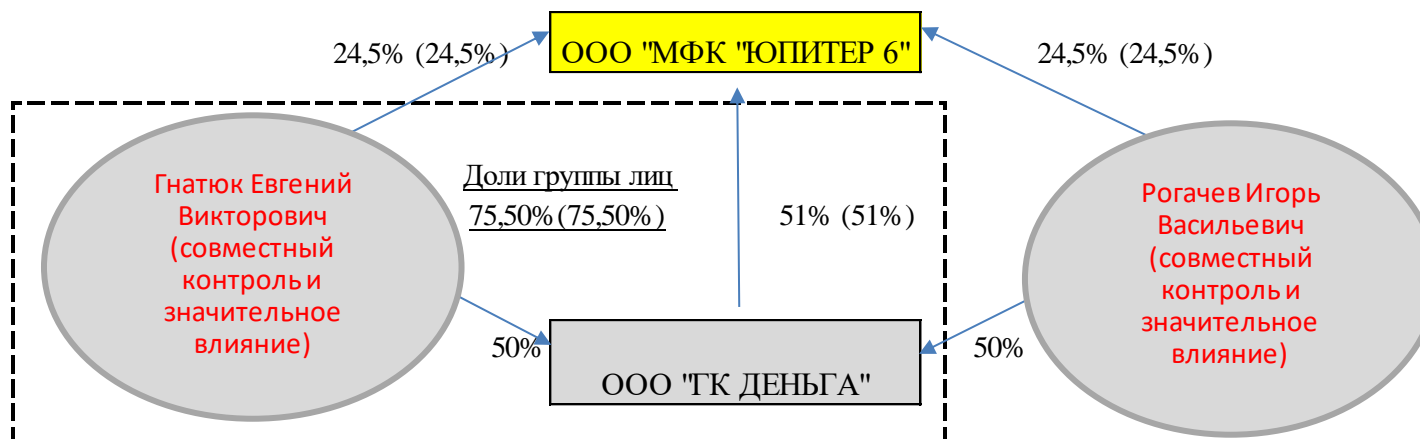 ООО "МФК "ЮПИТЕР 6"
24,5% (24,5%)
24,5% (24,5%)
Гнатюк Евгений
Викторович
(совместный
контроль и
значительное
влияние)
Доли группы лиц
75,50% (75,50%)
51% (51%)
Рогачев Игорь
Васильевич
(совместный
контроль и
значительное
влияние)
50%
50%
ООО "ГК ДЕНЬГА"